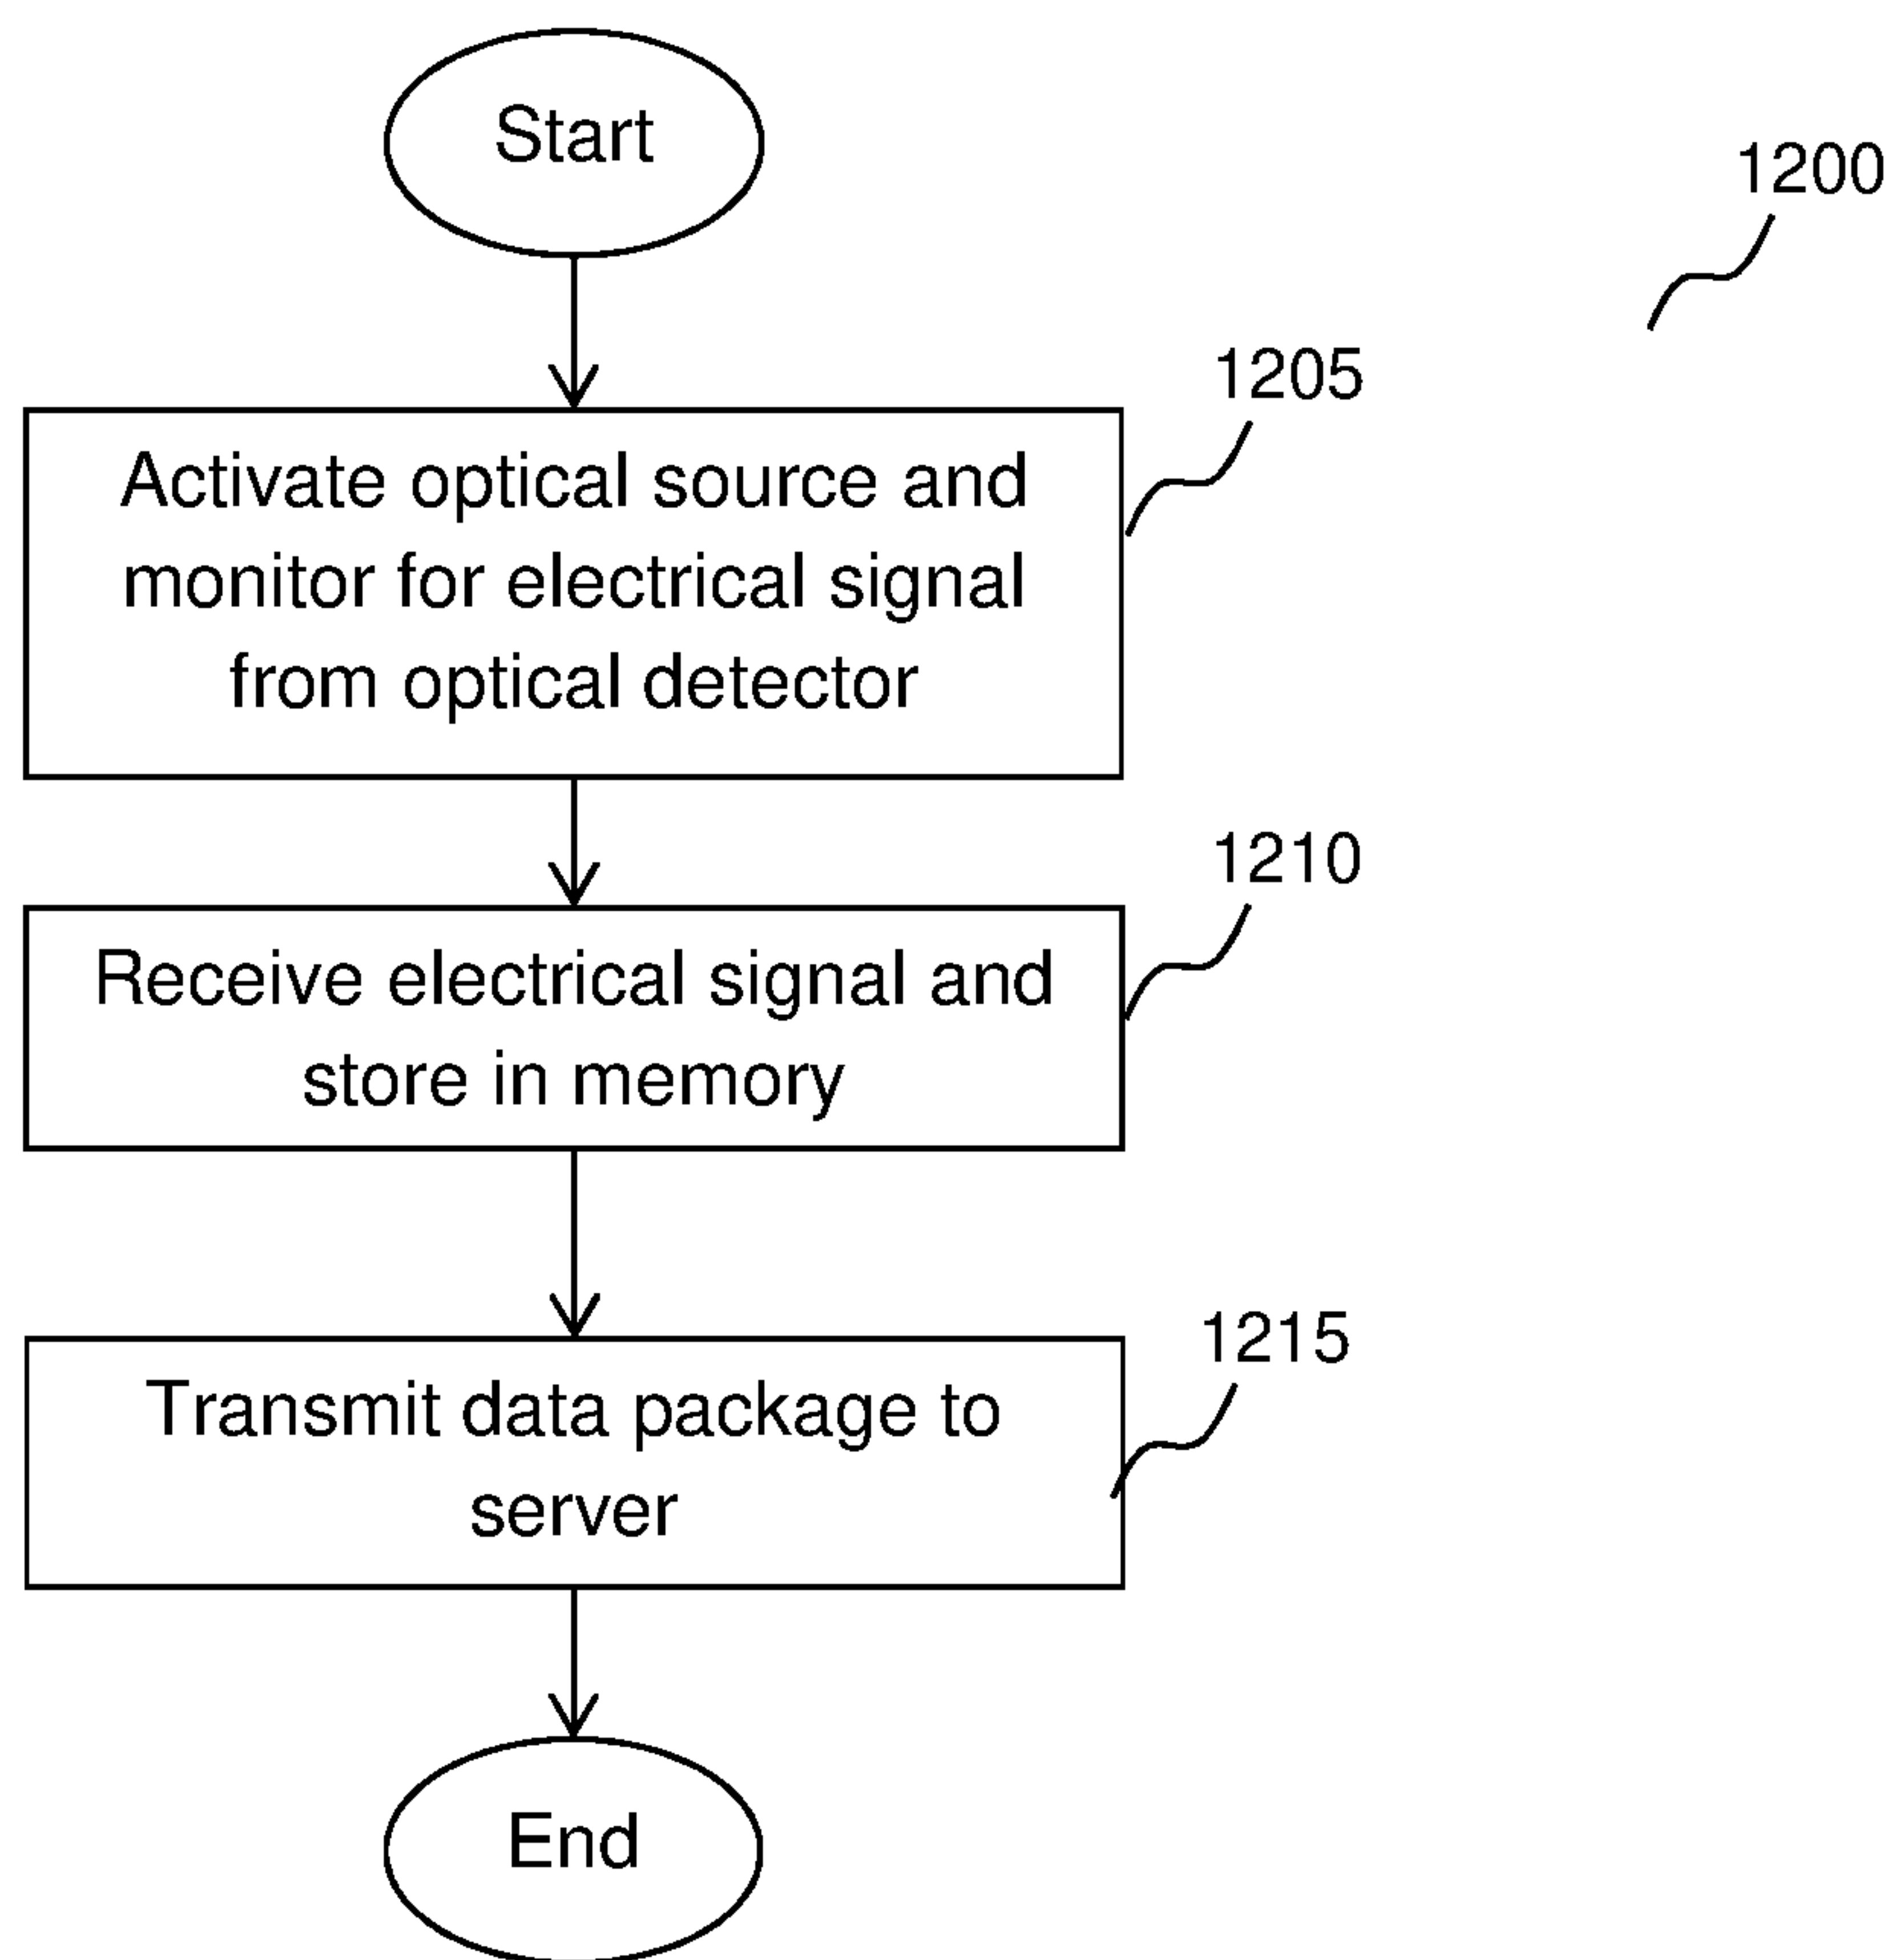 Start
1200
1205
Activate optical source and
monitor for electrical signal
from optical detector
1210
Receive electrical signal and
store in memory
1215
Transmit data package to
server
End